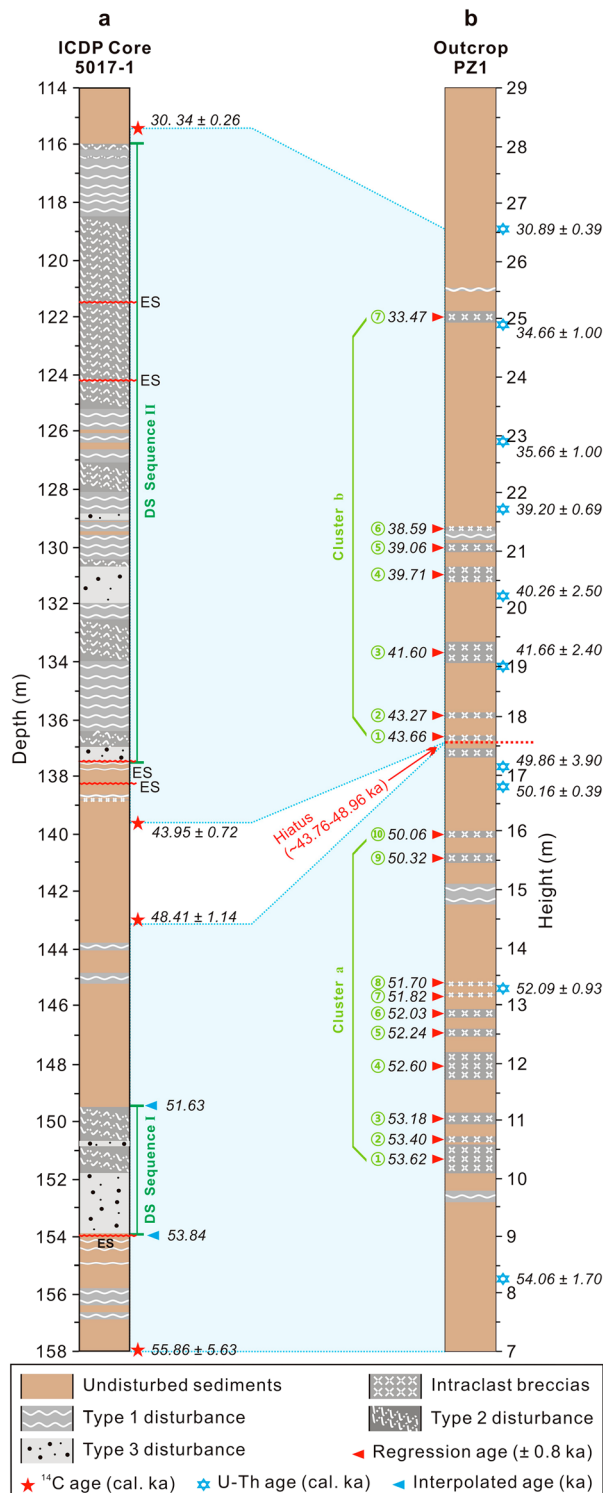 a
ICDP Core
5017-1
114
116
118
120
122
124
126
128
130
132
134
136
138
140
142
144
146
148
150
152
154
156
158
Depth (m)
30. 34 ± 0.26
ES
ES
DS Sequence II
ES
ES
43.95 ± 0.72
48.41 ± 1.14
51.63
DS Sequence I
53.84
ES
55.86 ± 5.63
Hiatus
(~43.76-48.96 ka)
b
Outcrop
PZ1
Cluster b
⑦ 33.47
⑥ 38.59
⑤ 39.06
④ 39.71
③ 41.60
② 43.27
① 43.66
Cluster a
⑩ 50.06
⑨ 50.32
⑧ 51.70
⑦ 51.82
⑥ 52.03
⑤ 52.24
④ 52.60
③ 53.18
② 53.40
① 53.62
29
28
27
26
25
24
23
22
21
20
19
18
17
16
15
14
13
12
11
10
9
8
7
Height (m)
30.89 ± 0.39
34.66 ± 1.00
35.66 ± 1.00
39.20 ± 0.69
40.26 ± 2.50
41.66 ± 2.40
49.86 ± 3.90
50.16 ± 0.39
52.09 ± 0.93
54.06 ± 1.70
Undisturbed sediments
Intraclast breccias
Type 1 disturbance
Type 2 disturbance
Type 3 disturbance
Regression age (± 0.8 ka)
¹⁴C age (cal. ka)
U-Th age (cal. ka)
Interpolated age (ka)